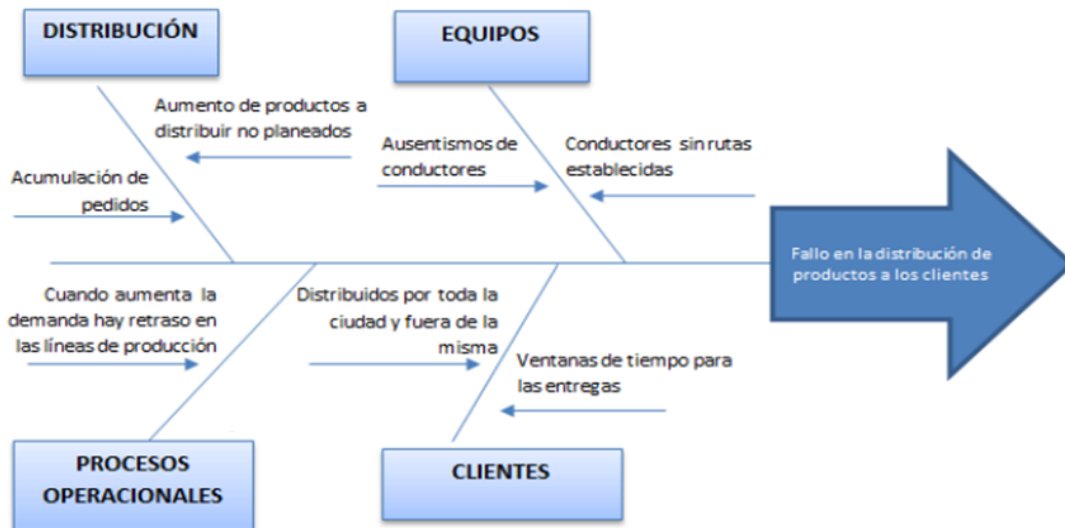 DISTRIBUCIÓN
EQUIPOS
Aumento de productos a
distribuir no planeados
Acumulación de
pedidos
Ausentismos de
conductores
Conductores sin rutas
establecidas
Fallo en la distribución de
productos a los clientes
Cuando aumenta la
demanda hay retraso en
las líneas de producción
Distribuidos por toda la
ciudad y fuera de la
misma
Ventanas de tiempo para
las entregas
PROCESOS
OPERACIONALES
CLIENTES